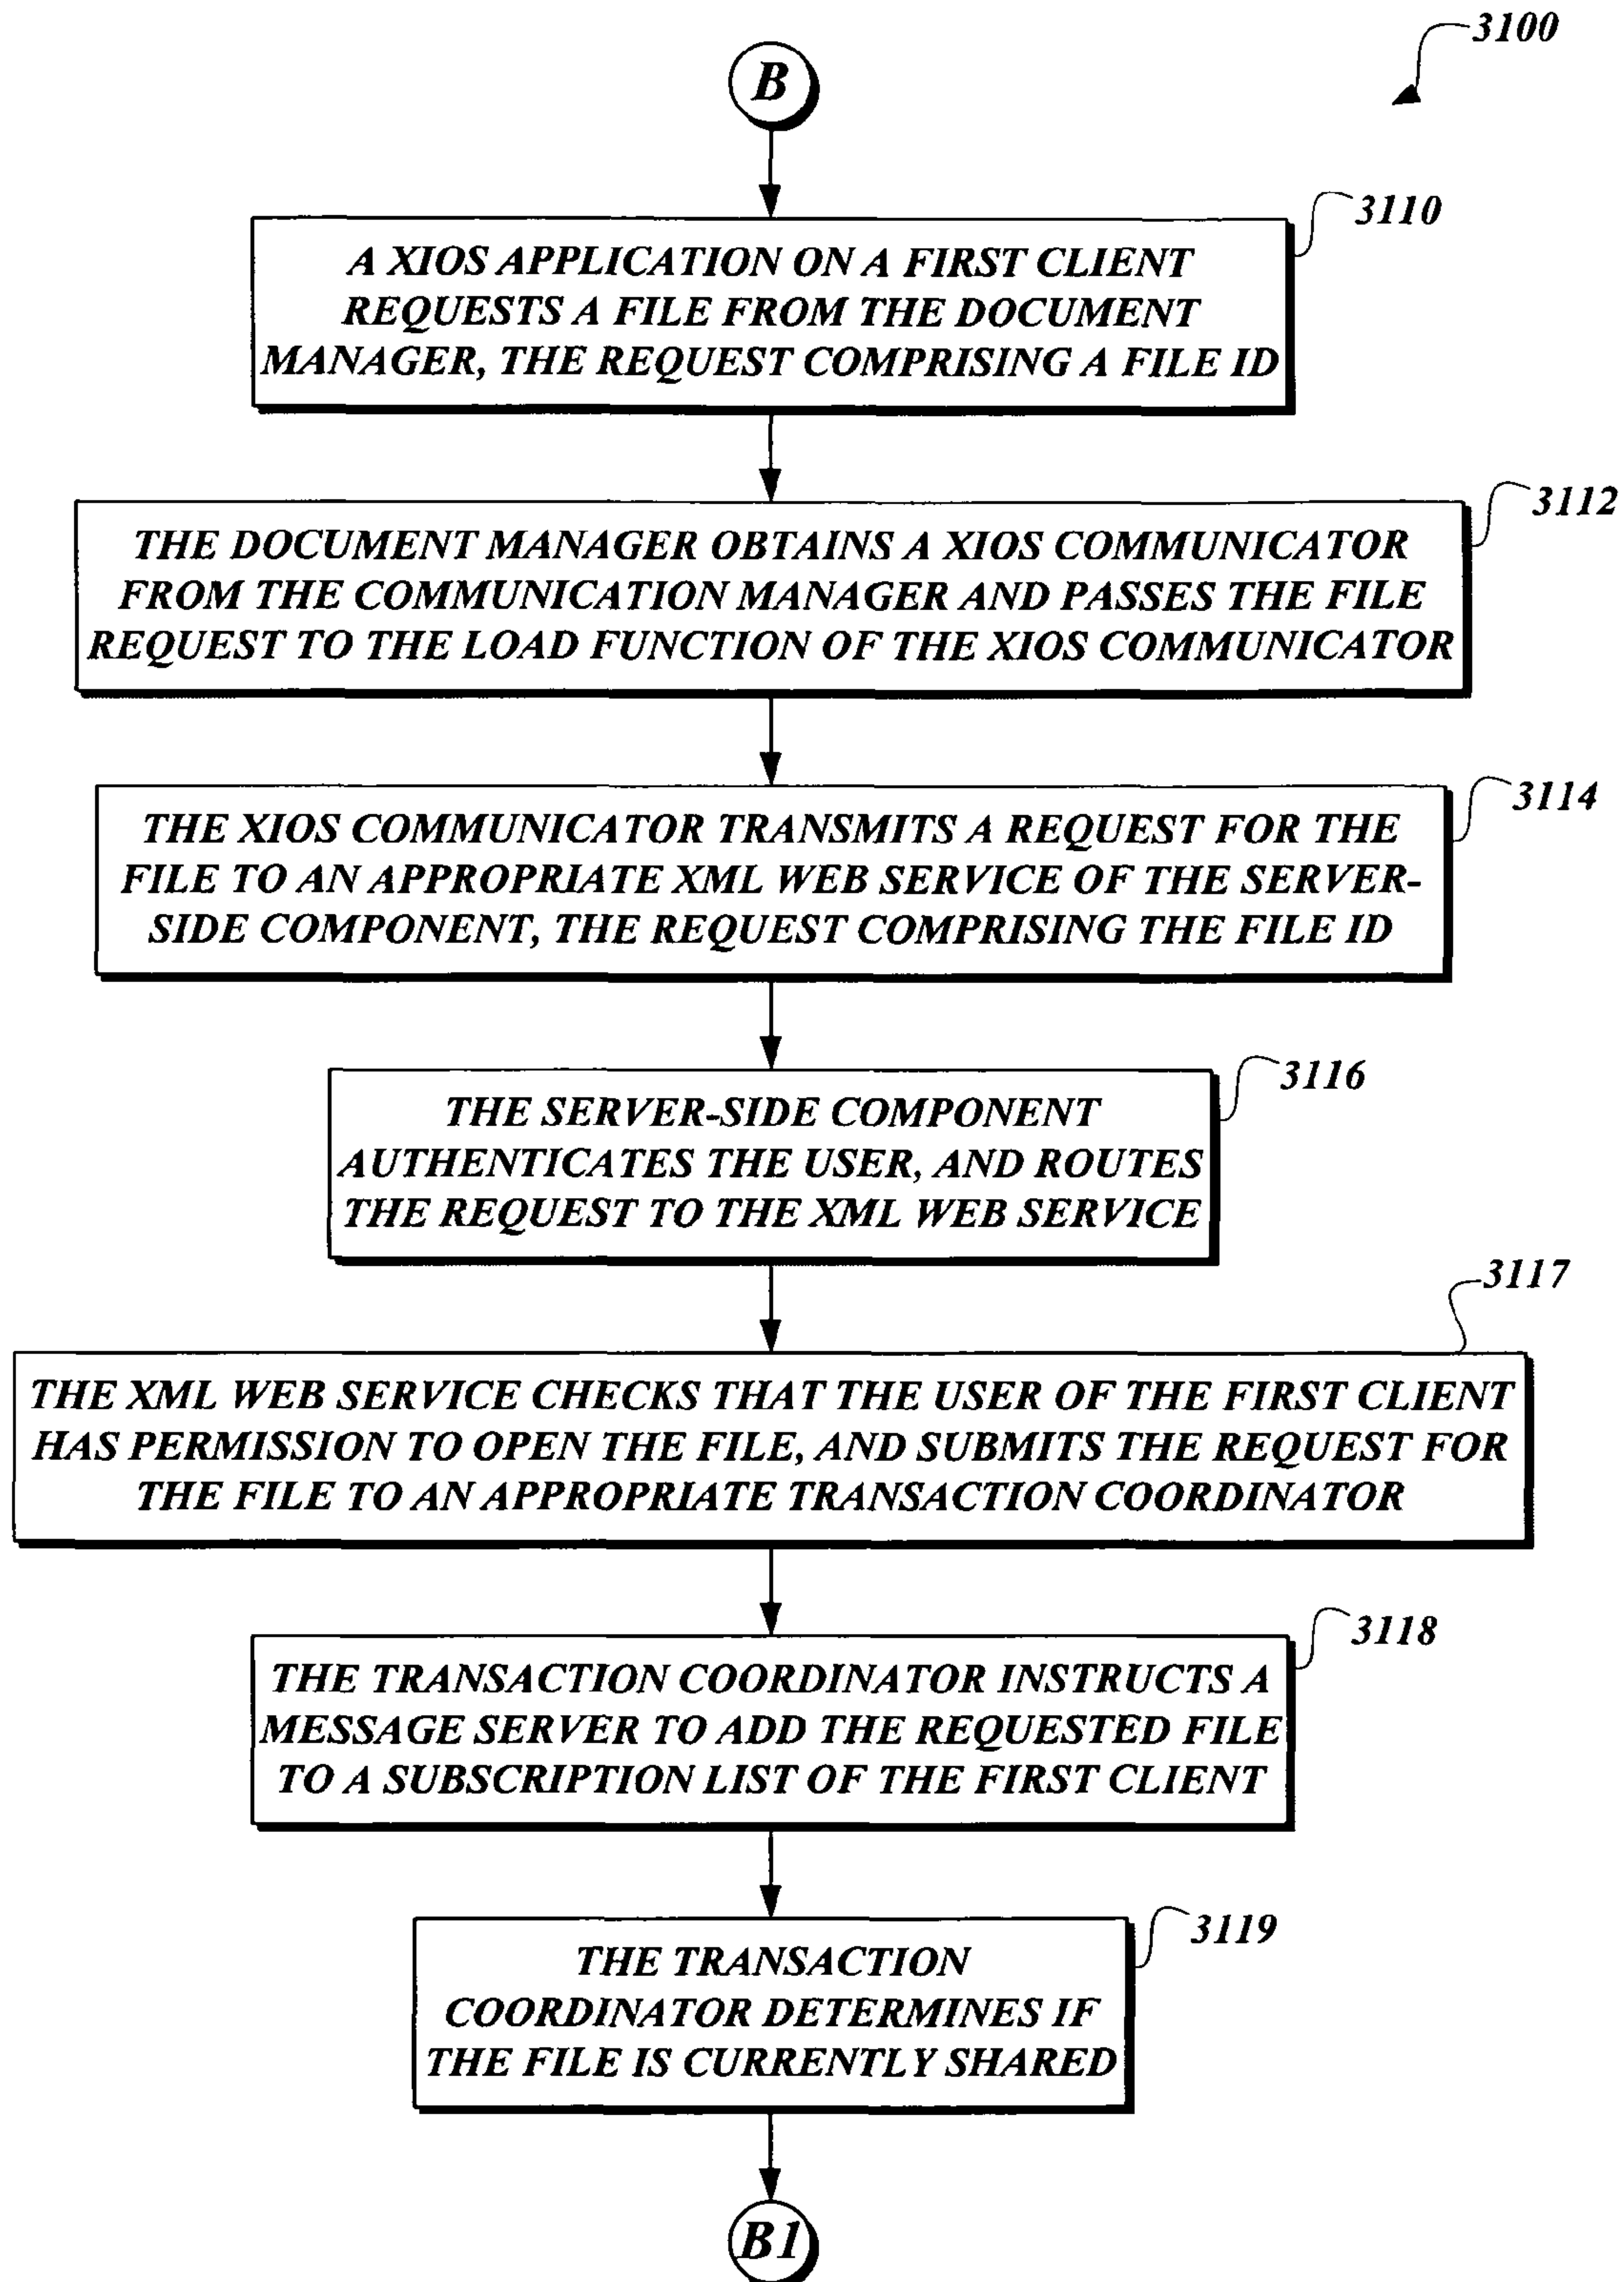 3100
B
3110
A XIOS APPLICATION ON A FIRST CLIENT
REQUESTS A FILE FROM THE DOCUMENT
MANAGER, THE REQUEST COMPRISING A FILE ID
3112
THE DOCUMENT MANAGER OBTAINS A XIOS COMMUNICATOR
FROM THE COMMUNICATION MANAGER AND PASSES THE FILE
REQUEST TO THE LOAD FUNCTION OF THE XIOS COMMUNICATOR
3114
THE XIOS COMMUNICATOR TRANSMITS A REQUEST FOR THE
FILE TO AN APPROPRIATE XML WEB SERVICE OF THE SERVER-
SIDE COMPONENT, THE REQUEST COMPRISING THE FILE ID
3116
THE SERVER-SIDE COMPONENT
AUTHENTICATES THE USER, AND ROUTES
THE REQUEST TO THE XML WEB SERVICE
3117
THE XML WEB SERVICE CHECKS THAT THE USER OF THE FIRST CLIENT
HAS PERMISSION TO OPEN THE FILE, AND SUBMITS THE REQUEST FOR
THE FILE TO AN APPROPRIATE TRANSACTION COORDINATOR
3118
THE TRANSACTION COORDINATOR INSTRUCTS A
MESSAGE SERVER TO ADD THE REQUESTED FILE
TO A SUBSCRIPTION LIST OF THE FIRST CLIENT
3119
THE TRANSACTION
COORDINATOR DETERMINES IF
THE FILE IS CURRENTLY SHARED
B1